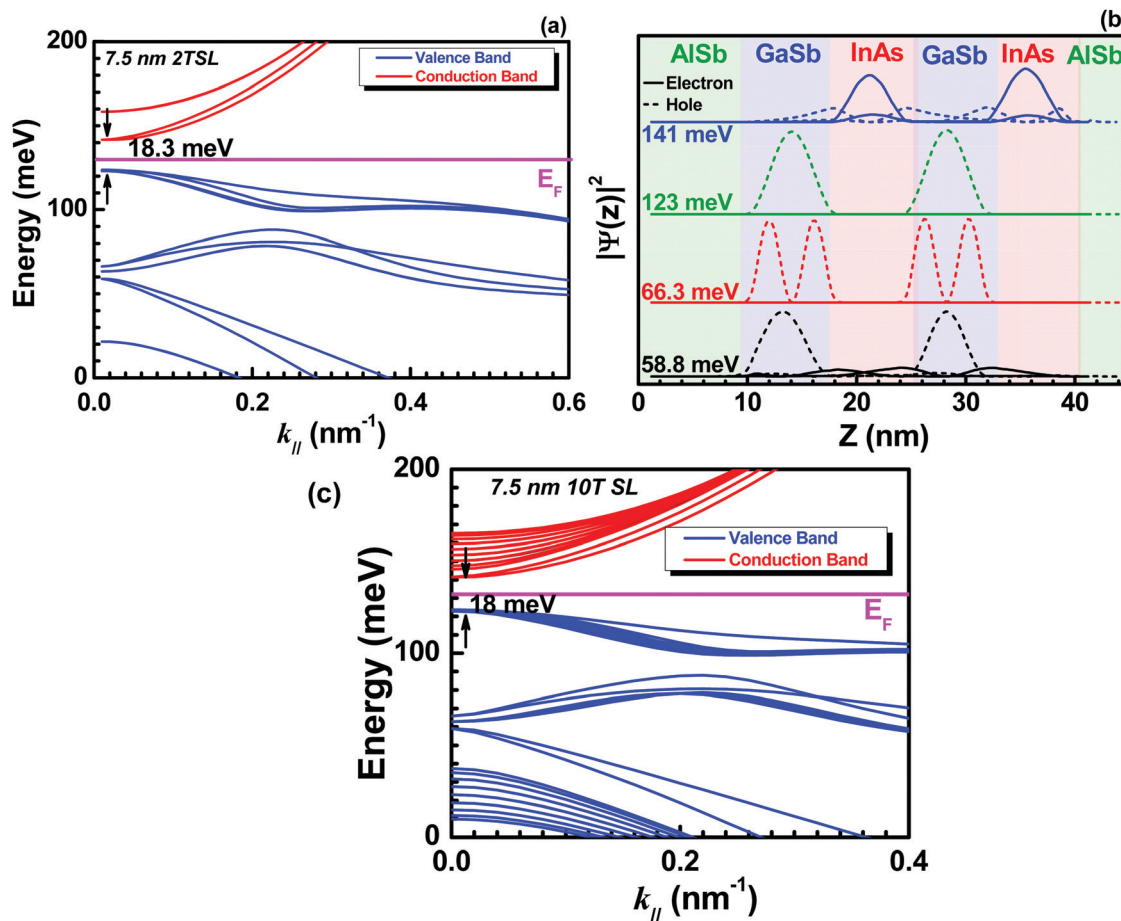 (a)
7.5 nm 2TSL
Valence Band
Conduction Band
18.3 meV
E_F
200
100
0
Energy (meV)
0.0 0.2 0.4 0.6
k_// (nm⁻¹)
(b)
AlSb GaSb InAs GaSb InAs AlSb
Electron
Hole
141 meV
123 meV
66.3 meV
58.8 meV
|Ψ(z)|²
0 10 20 30 40
Z (nm)
(c)
7.5 nm 10T SL
Valence Band
Conduction Band
18 meV
E_F
200
100
0
Energy (meV)
0.0 0.2 0.4
k_// (nm⁻¹)